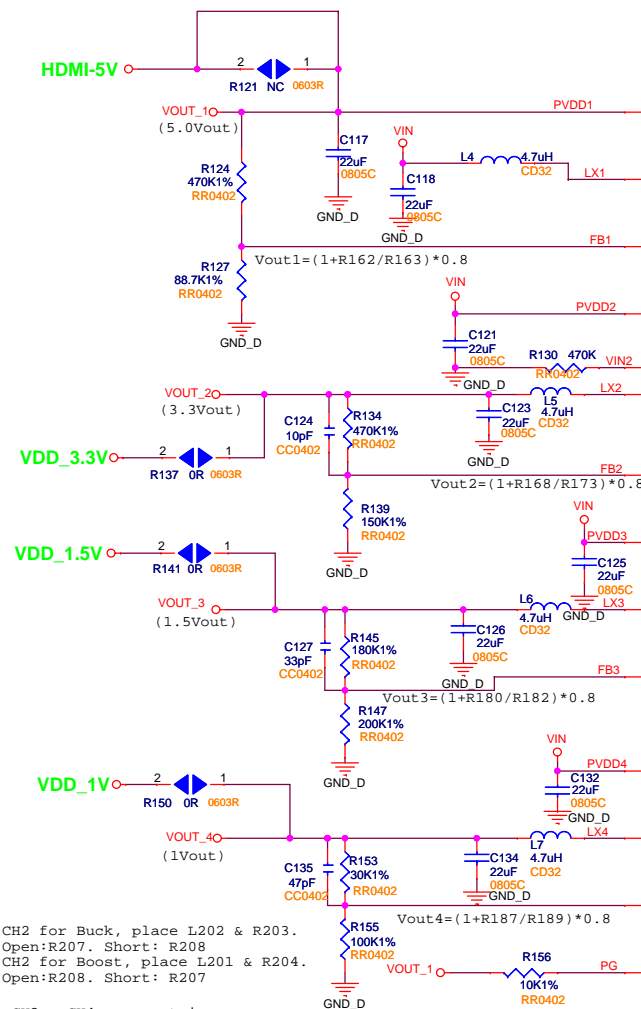 HDMI-5V
2
1
R121 NC 0603R
VOUT_1
(5.0Vout)
PVDD1
C117
22uF
0805C
GND_D
VIN
C118
22uF
0805C
GND_D
L4
4.7uH
CD32
LX1
R124
470K1%
RR0402
FB1
Vout1=(1+R162/R163)*0.8
R127
88.7K1%
RR0402
GND_D
VIN
PVDD2
C121
22uF
0805C
GND_D
R130 470K
RR0402
VIN2
VOUT_2
(3.3Vout)
LX2
L5
4.7uH
CD32
C123
22uF
0805C
GND_D
C124
10pF
CC0402
R134
470K1%
RR0402
VDD_3.3V
2
1
R137 0R 0603R
FB2
Vout2=(1+R168/R173)*0.8
R139
150K1%
RR0402
GND_D
VIN
PVDD3
VDD_1.5V
2
1
R141 0R 0603R
C125
22uF
0805C
GND_D
VOUT_3
(1.5Vout)
L6
4.7uH
CD32
LX3
C126
22uF
0805C
GND_D
C127
33pF
CC0402
R145
180K1%
RR0402
FB3
Vout3=(1+R180/R182)*0.8
R147
200K1%
RR0402
GND_D
VIN
PVDD4
VDD_1V
2
1
R150 0R 0603R
C132
22uF
0805C
GND_D
VOUT_4
(1Vout)
LX4
L7
4.7uH
CD32
C134
22uF
0805C
GND_D
C135
47pF
CC0402
R153
30K1%
RR0402
Vout4=(1+R187/R189)*0.8
R155
100K1%
RR0402
GND_D
VOUT_1
R156
10K1%
RR0402
PG
CH2 for Buck, place L202 & R203.
Open:R207. Short: R208
CH2 for Boost, place L201 & R204.
Open:R208. Short: R207